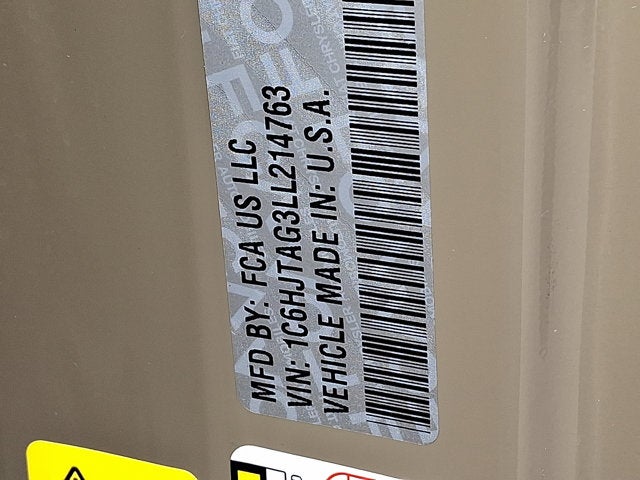 MFD BY: FCA US LLC
VIN: 1C6HJTAG3LL214763
VEHICLE MADE IN: U.S.A.